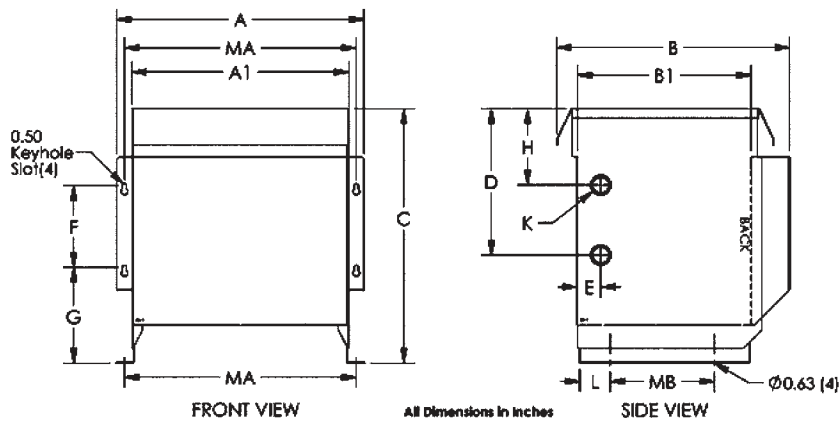 A
MA
A1
0.50
Keyhole
Slot(4)
F
G
C
MA
FRONT VIEW
All Dimensions in Inches
B
B1
H
D
K
BACK
E
L
MB
Ø0.63 (4)
SIDE VIEW